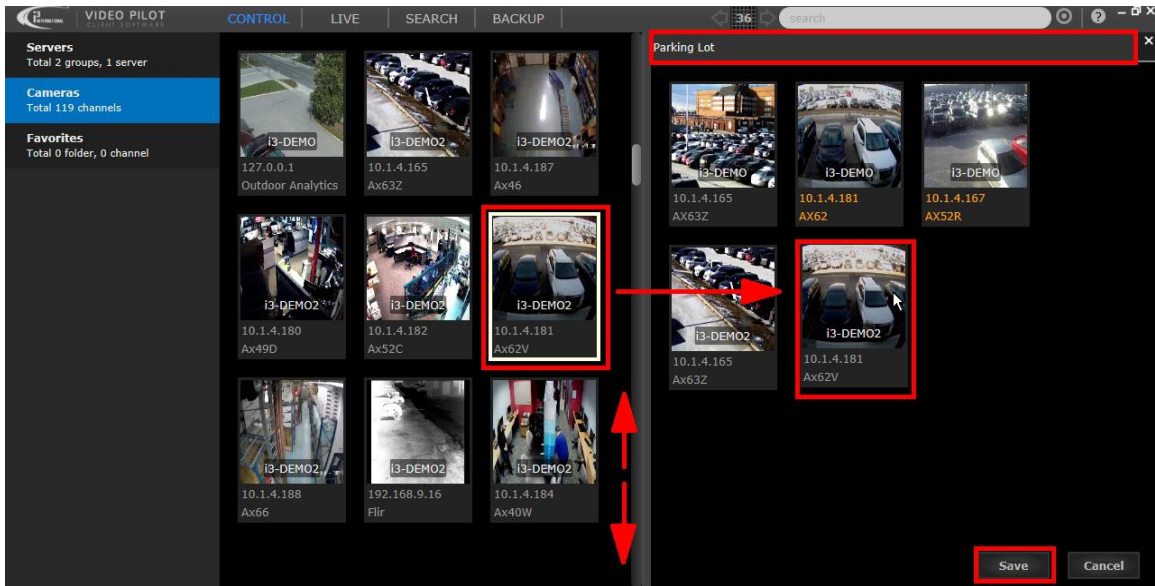 i3 INTERNATIONAL
VIDEO PILOT
CLIENT SOFTWARE
CONTROL LIVE SEARCH BACKUP
36
search
?
Servers
Total 2 groups, 1 server
Cameras
Total 119 channels
Favorites
Total 0 folder, 0 channel
i3-DEMO
127.0.0.1
Outdoor Analytics
i3-DEMO2
10.1.4.165
Ax63Z
i3-DEMO2
10.1.4.187
Ax46
i3-DEMO2
10.1.4.180
Ax49D
i3-DEMO2
10.1.4.182
Ax52C
i3-DEMO2
10.1.4.181
Ax62V
i3-DEMO2
10.1.4.188
Ax66
i3-DEMO2
192.168.9.16
Flir
i3-DEMO2
10.1.4.184
Ax40W
Parking Lot
i3-DEMO
10.1.4.165
AX63Z
i3-DEMO
10.1.4.181
AX62
i3-DEMO
10.1.4.167
AX52R
i3-DEMO2
10.1.4.165
Ax63Z
i3-DEMO2
10.1.4.181
Ax62V
Save
Cancel